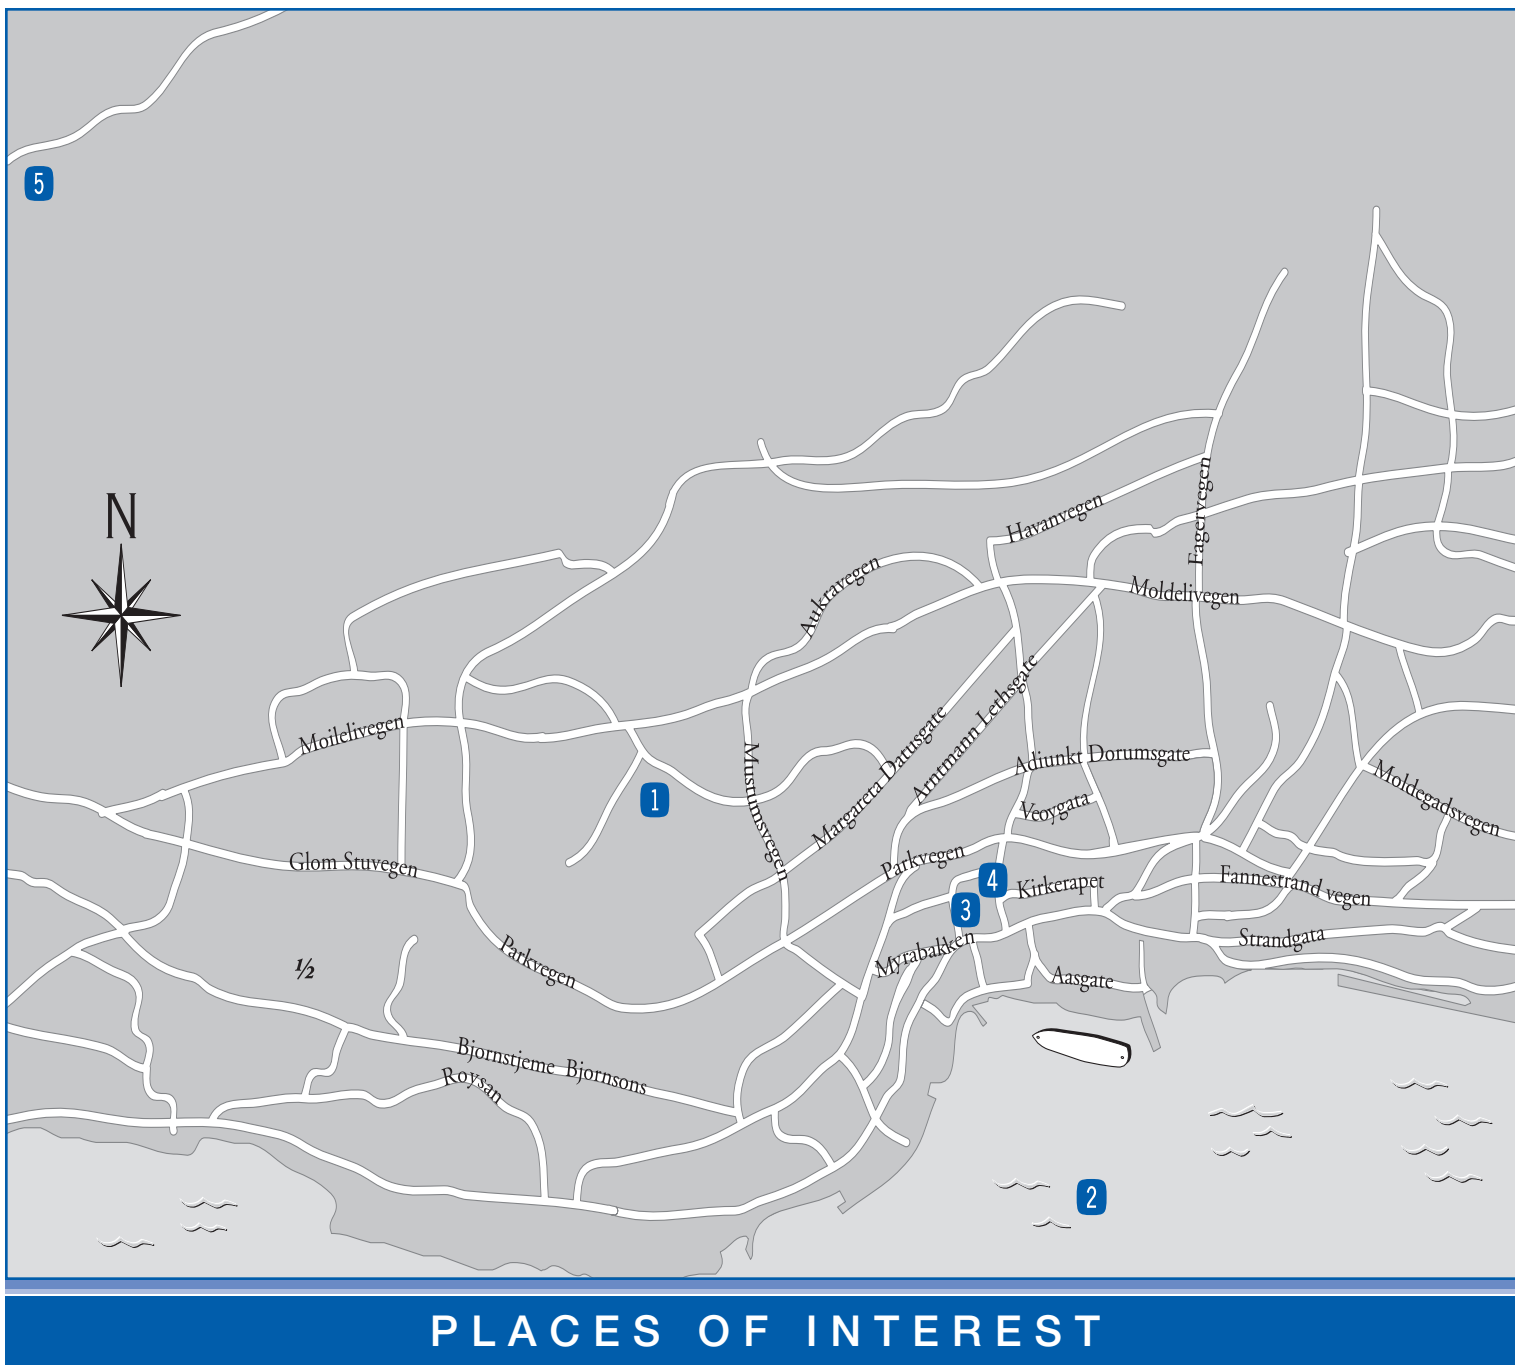 5
N
Havanvegen
Fagervegen
Aukravegen
Moldelivegen
Moilelivegen
Mustumsvegen
Margareta Datusgate
Arntmann Lethsgate
Adiunkt Dorumsgate
Veoygata
Moldegadsvegen
1
Glom Stuvegen
Parkvegen
4
Kirkerapet
Fannestrand vegen
3
Myrabakken
Strandgata
Parkvegen
½
Aasgate
Bjornstjeme Bjornsons
Roysan
2
PLACES OF INTEREST